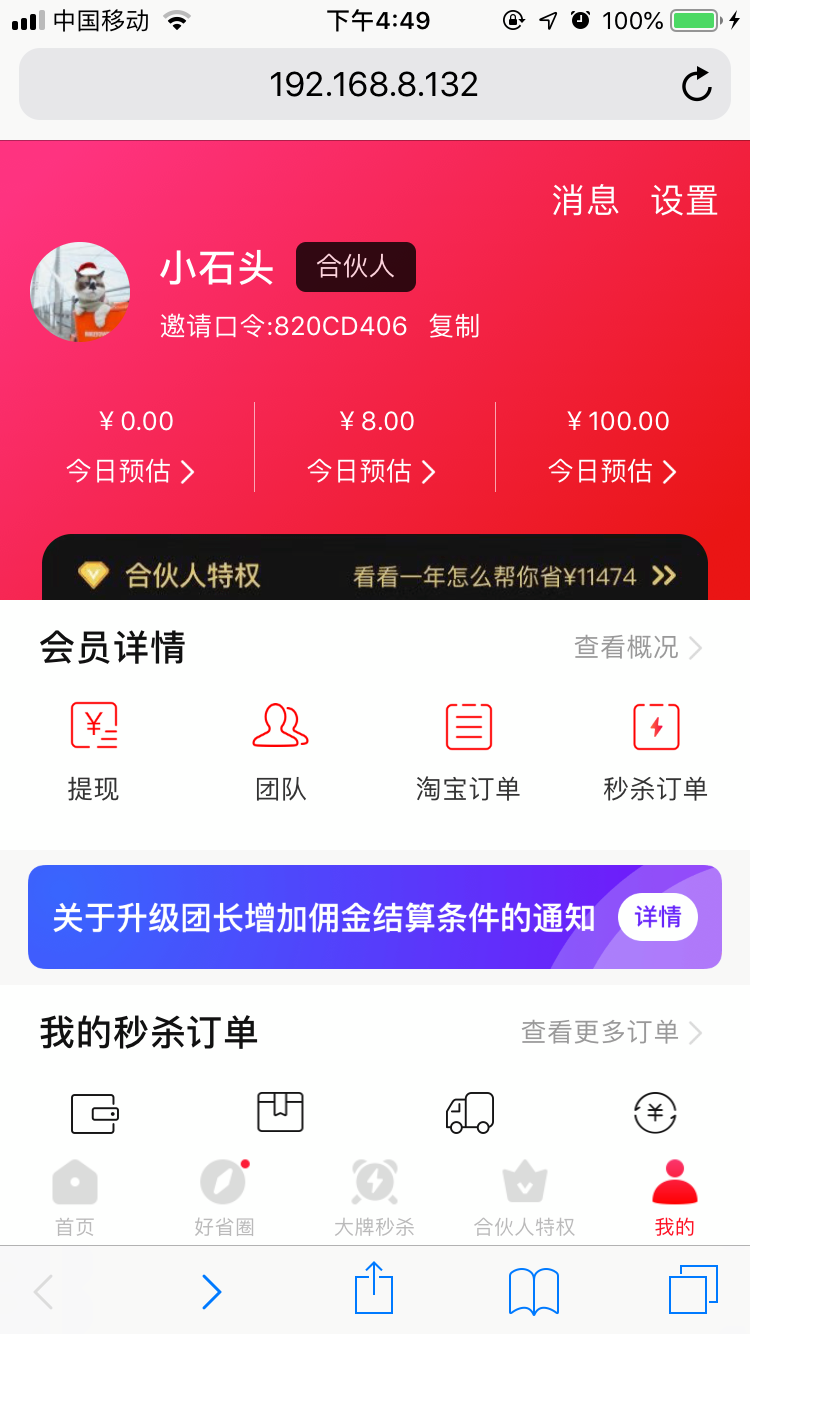 中国移动 下午4:49 100%
192.168.8.132
消息 设置
小石头 合伙人
邀请口令:820CD406 复制
¥ 0.00 ¥ 8.00 ¥ 100.00
今日预估 今日预估 今日预估
合伙人特权 看看一年怎么帮你省¥11474
会员详情 查看概况
提现 团队 淘宝订单 秒杀订单
关于升级团长增加佣金结算条件的通知 详情
我的秒杀订单 查看更多订单
首页 好省圈 大牌秒杀 合伙人特权 我的